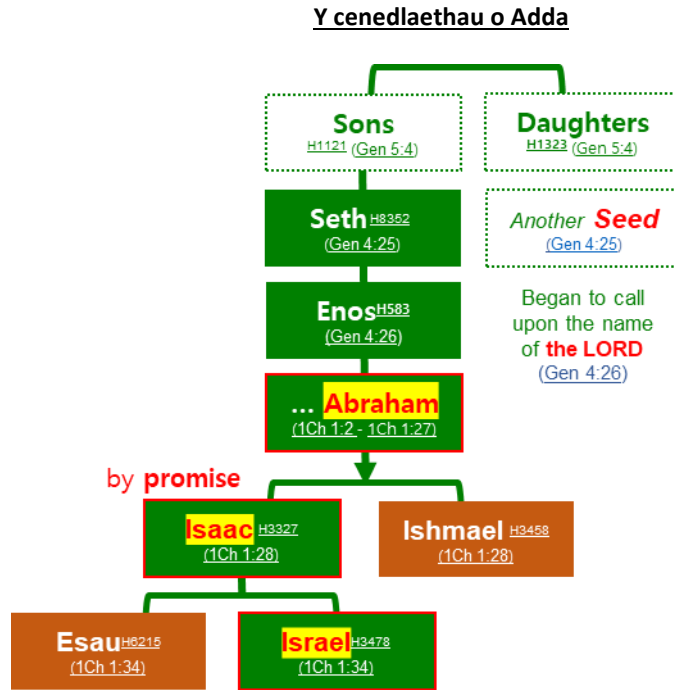 Y cenedlaethau o Adda
Sons
H1121 (Gen 5:4)
Daughters
H1323 (Gen 5:4)
Seth H8352
(Gen 4:25)
Another Seed
(Gen 4:25)
Enos H583
(Gen 4:26)
Began to call
upon the name
of the LORD
(Gen 4:26)
... Abraham
(1Ch 1:2 - 1Ch 1:27)
by promise
Isaac H3327
(1Ch 1:28)
Ishmael H3458
(1Ch 1:28)
Esau H6215
(1Ch 1:34)
Israel H3478
(1Ch 1:34)